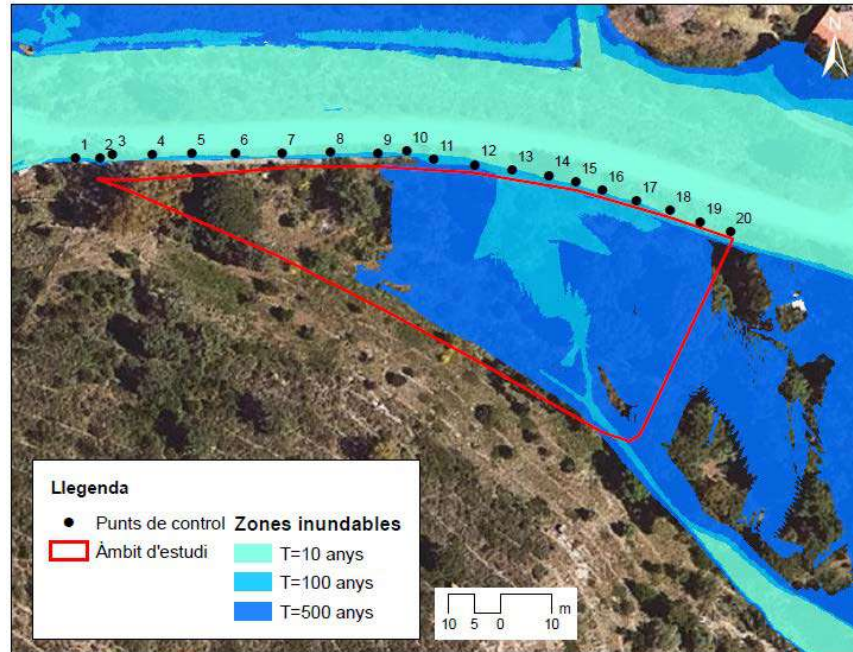 N
1
2
3
4
5
6
7
8
9
10
11
12
13
14
15
16
17
18
19
20
Llegenda
Punts de control
Àmbit d'estudi
Zones inundables
T=10 anys
T=100 anys
T=500 anys
10 5 0 10 m